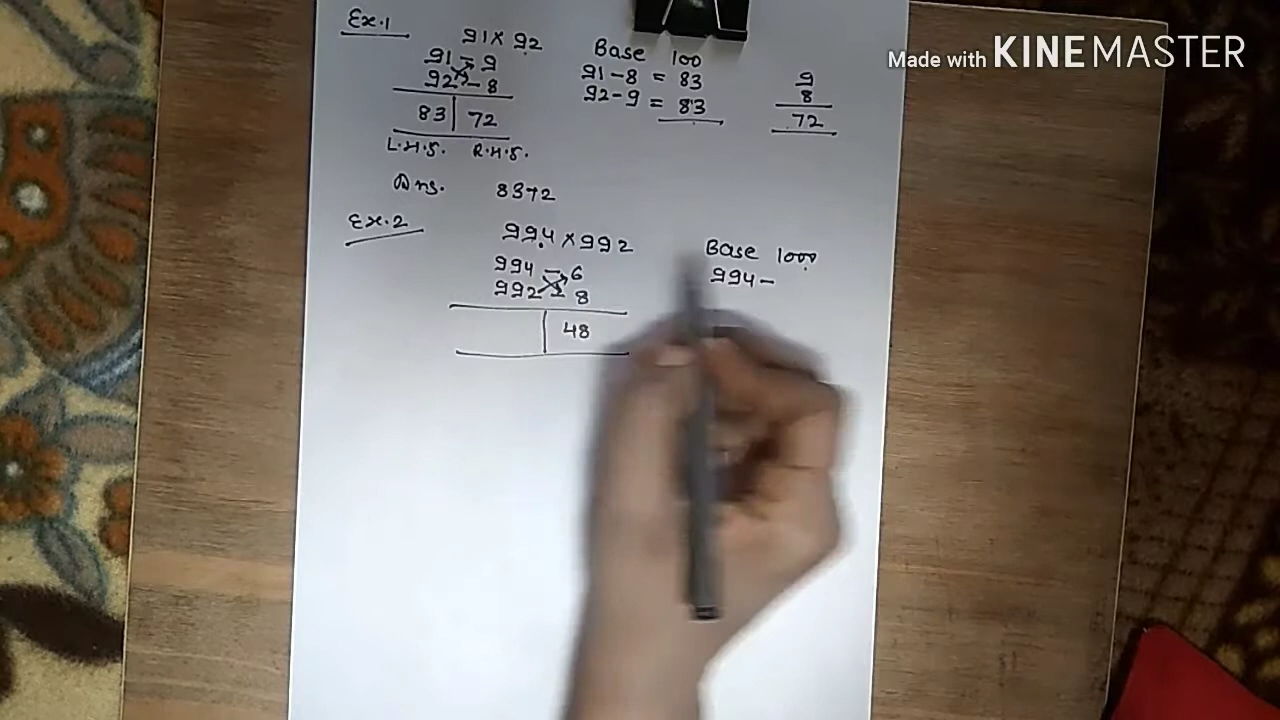 Made with KINEMASTER
Ex.1
91 × 92
91 - 9
92 - 8
83 | 72
L.H.S. R.H.S.
Base 100
91 - 8 = 83
92 - 9 = 83
9
8
72
Ans. 8372
Ex.2
994 × 992
994 - 6
992 - 8
48
Base 1000
994 -